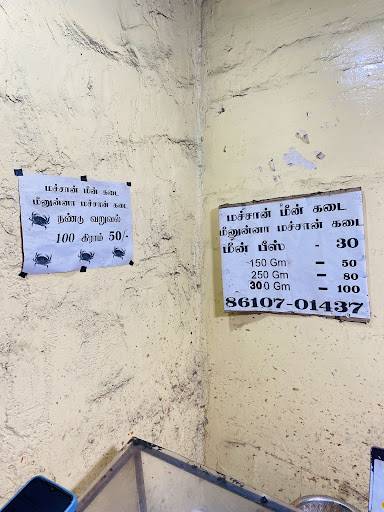 மச்சான் மீன் கடை
மீனுன்னா மச்சான் கடை
நண்டு வறுவல்
100 கிராம் 50/-
மச்சான் மீன் கடை
மீனுன்னா மச்சான் கடை
மீன் பீஸ் - 30
150 Gm - 50
250 Gm - 80
300 Gm - 100
86107-01437